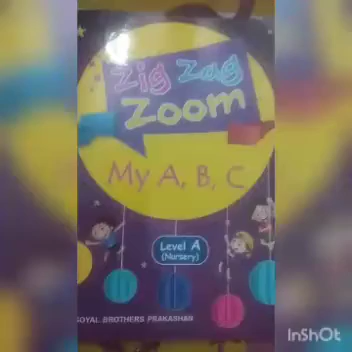 Zig Zag
Zoom
My A, B, C
Level A
(Nursery)
GOYAL BROTHERS PRAKASHAN
InShOt